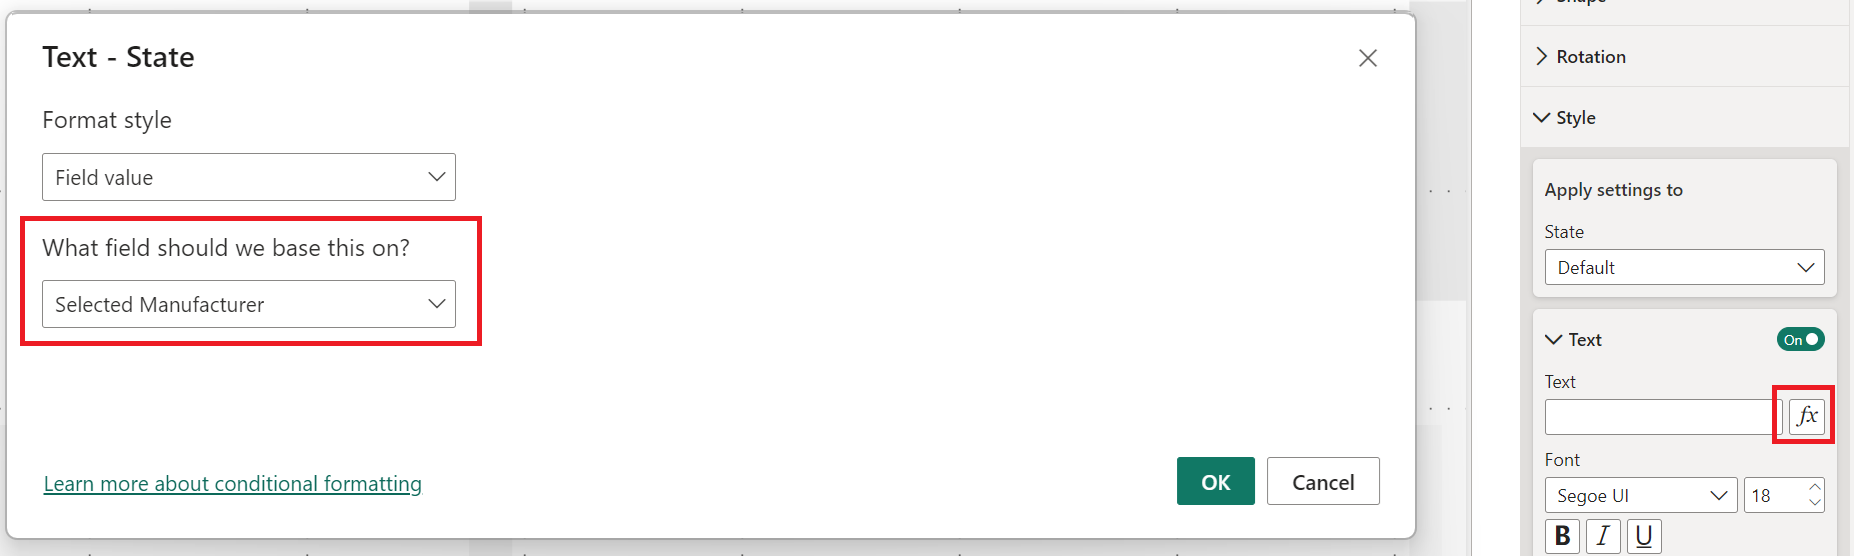 Text - State
Format style
Field value
What field should we base this on?
Selected Manufacturer
Learn more about conditional formatting
OK
Cancel
Shape
Rotation
Style
Apply settings to
State
Default
Text
On
Text
fx
Font
Segoe UI
18
B
I
U